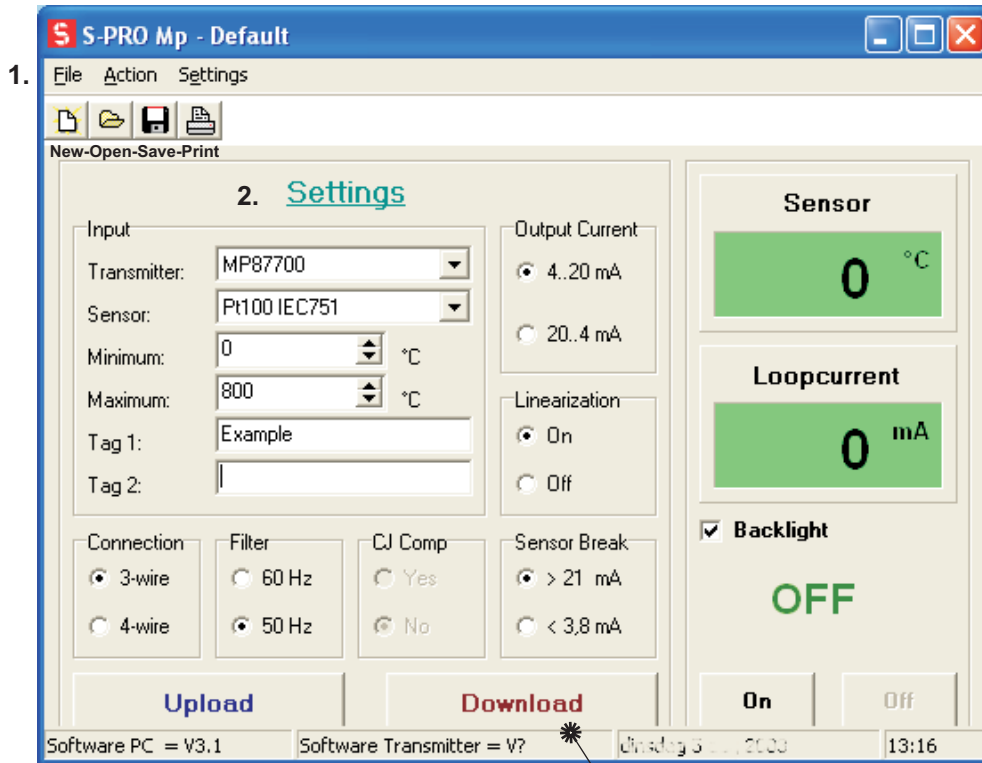 S-PRO Mp - Default
1.
File Action Settings
New-Open-Save-Print
2. Settings
Input
Transmitter: MP87700
Sensor: Pt100 IEC751
Minimum: 0 °C
Maximum: 800 °C
Tag 1: Example
Tag 2:
Output Current
4..20 mA
20..4 mA
Linearization
On
Off
Connection
3-wire
4-wire
Filter
60 Hz
50 Hz
CJ Comp
Yes
No
Sensor Break
> 21 mA
< 3,8 mA
Upload
Download
Sensor
0 °C
Loopcurrent
0 mA
Backlight
OFF
On
Off
Software PC = V3.1
Software Transmitter = V?
dinsdag
13:16